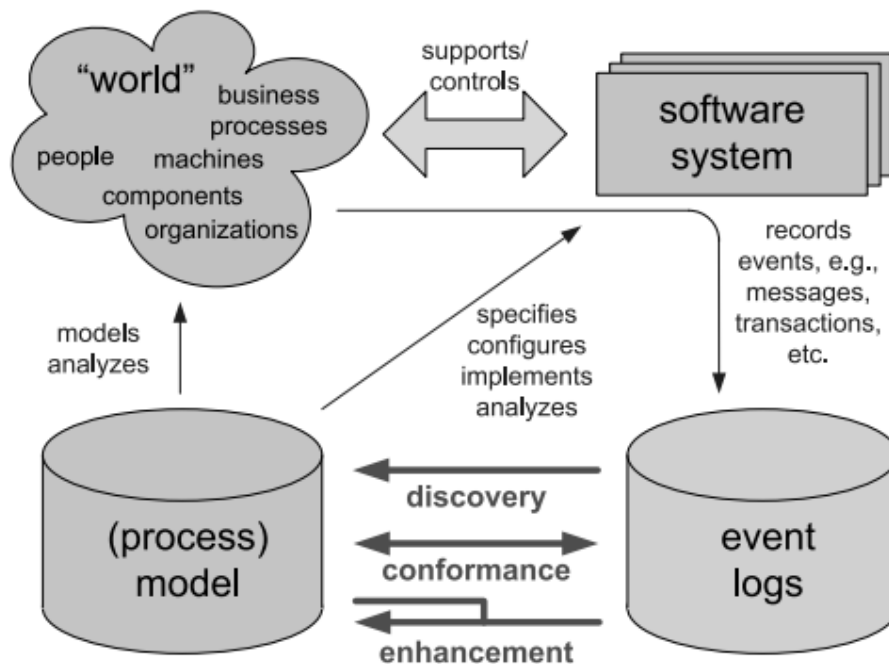 “world”
business
processes
people
machines
components
organizations
supports/
controls
software
system
records
events, e.g.,
messages,
transactions,
etc.
models
analyzes
specifies
configures
implements
analyzes
(process)
model
discovery
conformance
enhancement
event
logs